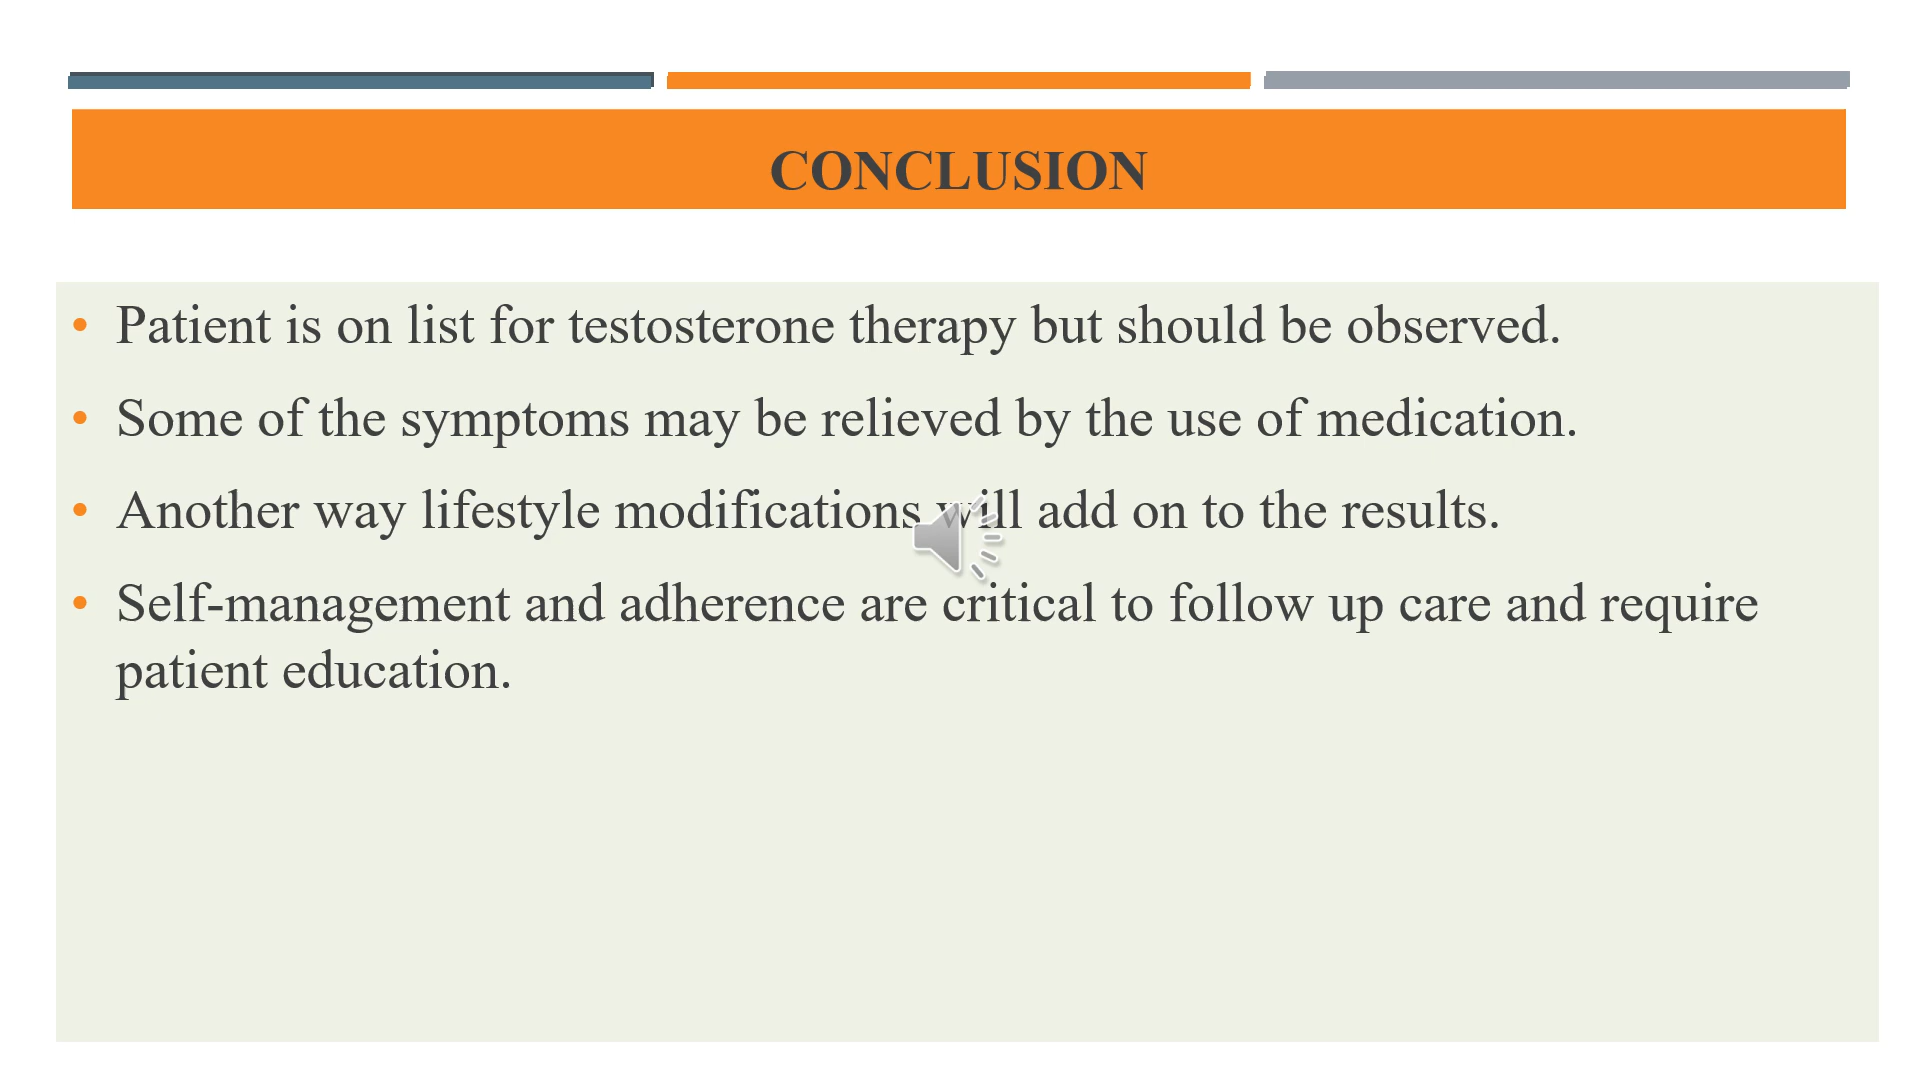 CONCLUSION
• Patient is on list for testosterone therapy but should be observed.
• Some of the symptoms may be relieved by the use of medication.
• Another way lifestyle modifications will add on to the results.
• Self-management and adherence are critical to follow up care and require
patient education.